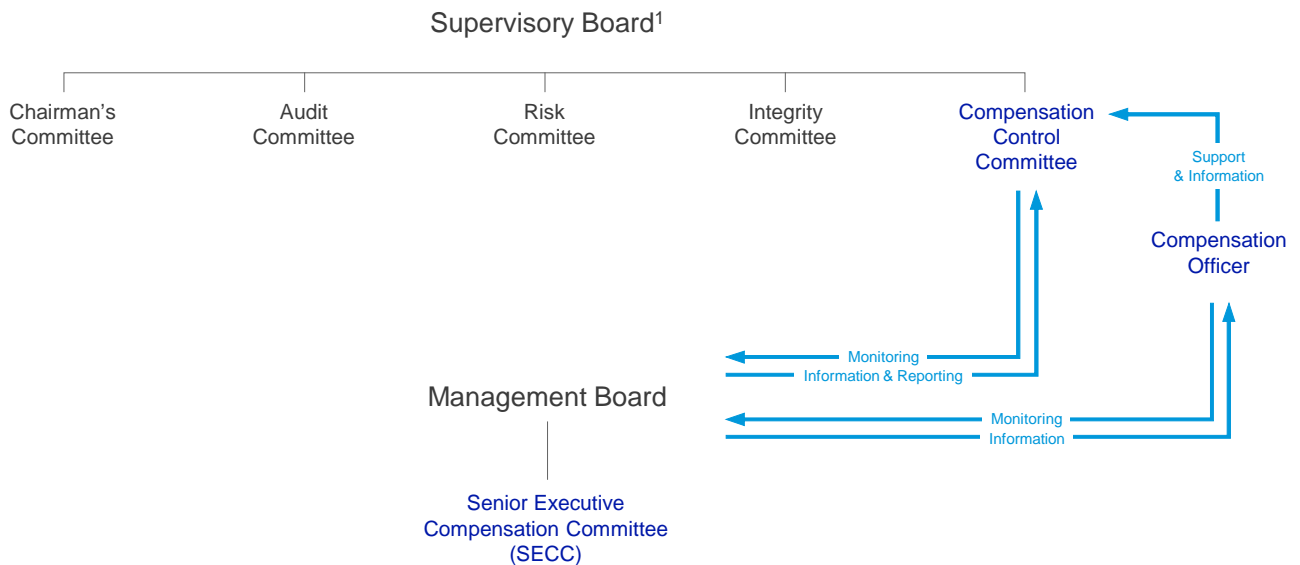 Supervisory Board¹
Chairman's
Committee
Audit
Committee
Risk
Committee
Integrity
Committee
Compensation
Control
Committee
Support
& Information
Compensation
Officer
Monitoring
Information & Reporting
Management Board
Monitoring
Information
Senior Executive
Compensation Committee
(SECC)